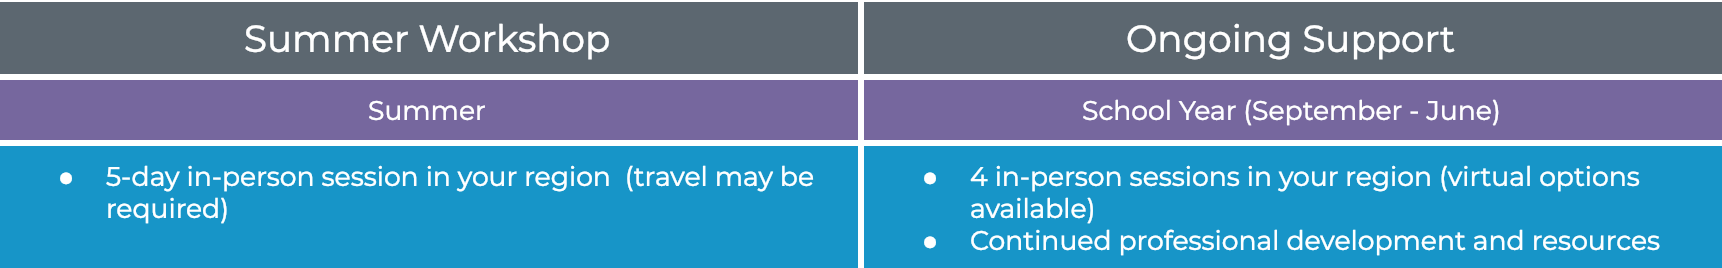 Summer Workshop
Ongoing Support
Summer
School Year (September - June)
● 5-day in-person session in your region  (travel may be
required)
● 4 in-person sessions in your region (virtual options
available)
● Continued professional development and resources